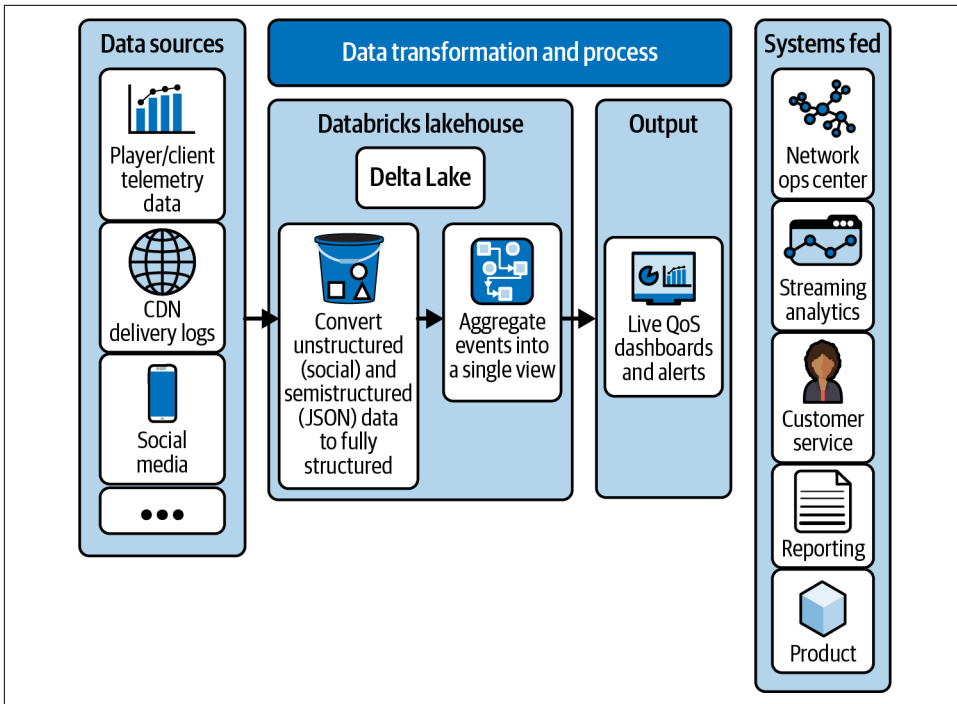 Data sources
Player/client
telemetry
data
CDN
delivery logs
Social
media
Data transformation and process
Databricks lakehouse
Delta Lake
Convert
unstructured
(social) and
semistructured
(JSON) data
to fully
structured
Aggregate
events into
a single view
Output
Live QoS
dashboards
and alerts
Systems fed
Network
ops center
Streaming
analytics
Customer
service
Reporting
Product